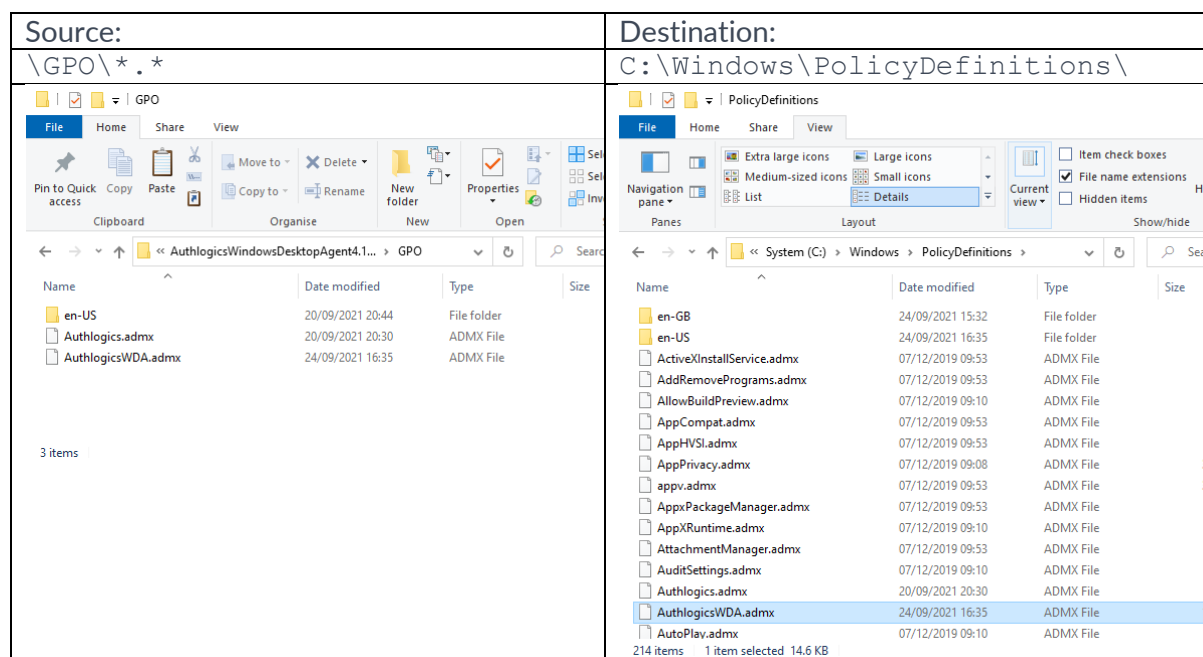 Source:
\GPO\*.*
GPO
File Home Share View
Pin to Quick access
Copy
Paste
Clipboard
Move to
Copy to
Delete
Rename
Organise
New folder
New
Properties
Open
Sel
Sel
Inv
« AuthlogicsWindowsDesktopAgent4.1... > GPO
Searc
Name Date modified Type Size
en-US 20/09/2021 20:44 File folder
Authlogics.admx 20/09/2021 20:30 ADMX File
AuthlogicsWDA.admx 24/09/2021 16:35 ADMX File
3 items
Destination:
C:\Windows\PolicyDefinitions\
PolicyDefinitions
File Home Share View
Navigation pane
Panes
Extra large icons Large icons
Medium-sized icons Small icons
List Details
Layout
Current view
Item check boxes
File name extensions
Hidden items
H
Show/hide
« System (C:) > Windows > PolicyDefinitions >
Sea
Name Date modified Type Size
en-GB 24/09/2021 15:32 File folder
en-US 24/09/2021 16:35 File folder
ActiveXInstallService.admx 07/12/2019 09:53 ADMX File
AddRemovePrograms.admx 07/12/2019 09:53 ADMX File
AllowBuildPreview.admx 07/12/2019 09:10 ADMX File
AppCompat.admx 07/12/2019 09:53 ADMX File
AppHVSI.admx 07/12/2019 09:53 ADMX File
AppPrivacy.admx 07/12/2019 09:08 ADMX File
appv.admx 07/12/2019 09:53 ADMX File
AppxPackageManager.admx 07/12/2019 09:53 ADMX File
AppXRuntime.admx 07/12/2019 09:10 ADMX File
AttachmentManager.admx 07/12/2019 09:53 ADMX File
AuditSettings.admx 07/12/2019 09:10 ADMX File
Authlogics.admx 20/09/2021 20:30 ADMX File
AuthlogicsWDA.admx 24/09/2021 16:35 ADMX File
AutoPlay.admx 07/12/2019 09:10 ADMX File
214 items 1 item selected 14.6 KB